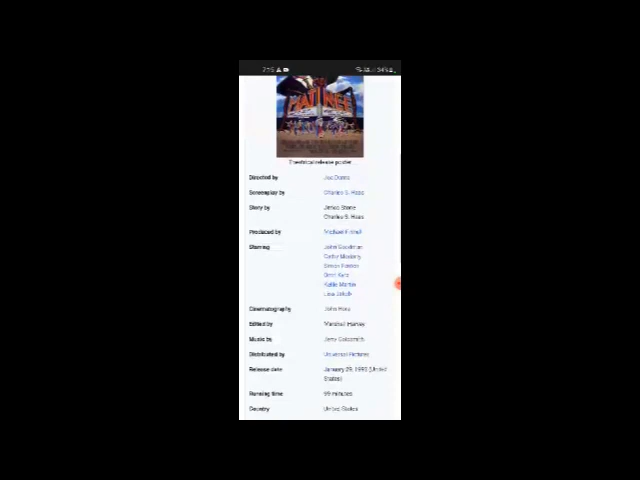 MATINEE
Theatrical release poster
Directed by Joe Dante
Screenplay by Charles S. Haas
Story by Jerico Stone
Charles S. Haas
Produced by Michael Finnell
Starring John Goodman
Cathy Moriarty
Simon Fenton
Omri Katz
Kellie Martin
Lisa Jakub
Cinematography John Hora
Edited by Marshall Harvey
Music by Jerry Goldsmith
Distributed by Universal Pictures
Release date January 29, 1993 (United
States)
Running time 99 minutes
Country United States